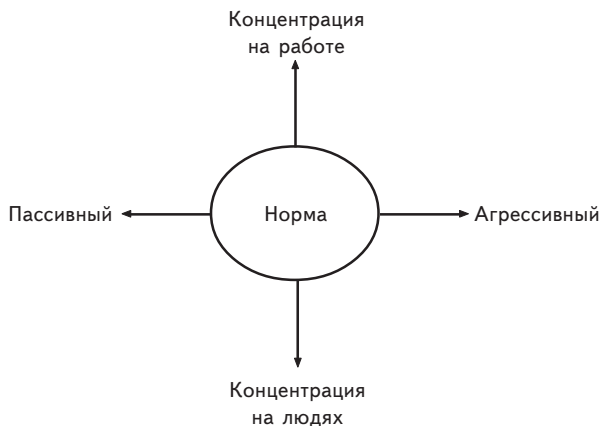 Концентрация
на работе
Пассивный
Норма
Агрессивный
Концентрация
на людях